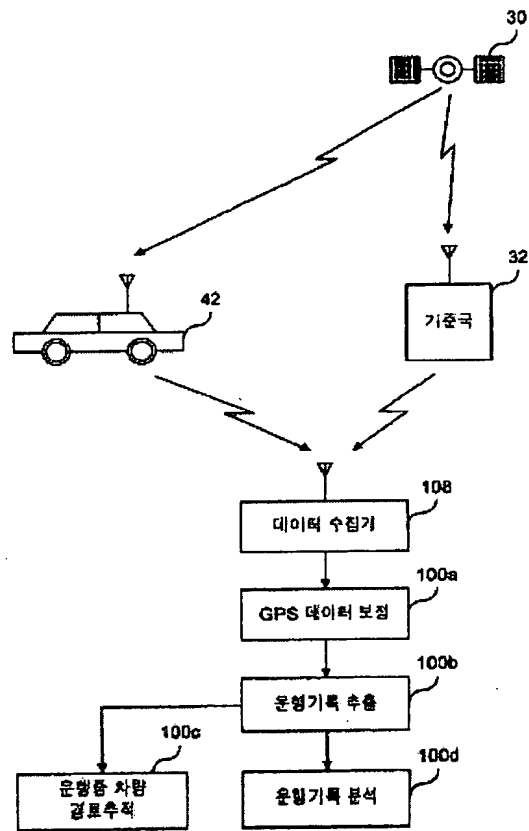 30
32
기준국
42
108
데이터 수집기
100a
GPS 데이터 보정
100b
운행기록 추출
100c
운행중 차량
경로추적
100d
운행기록 분석